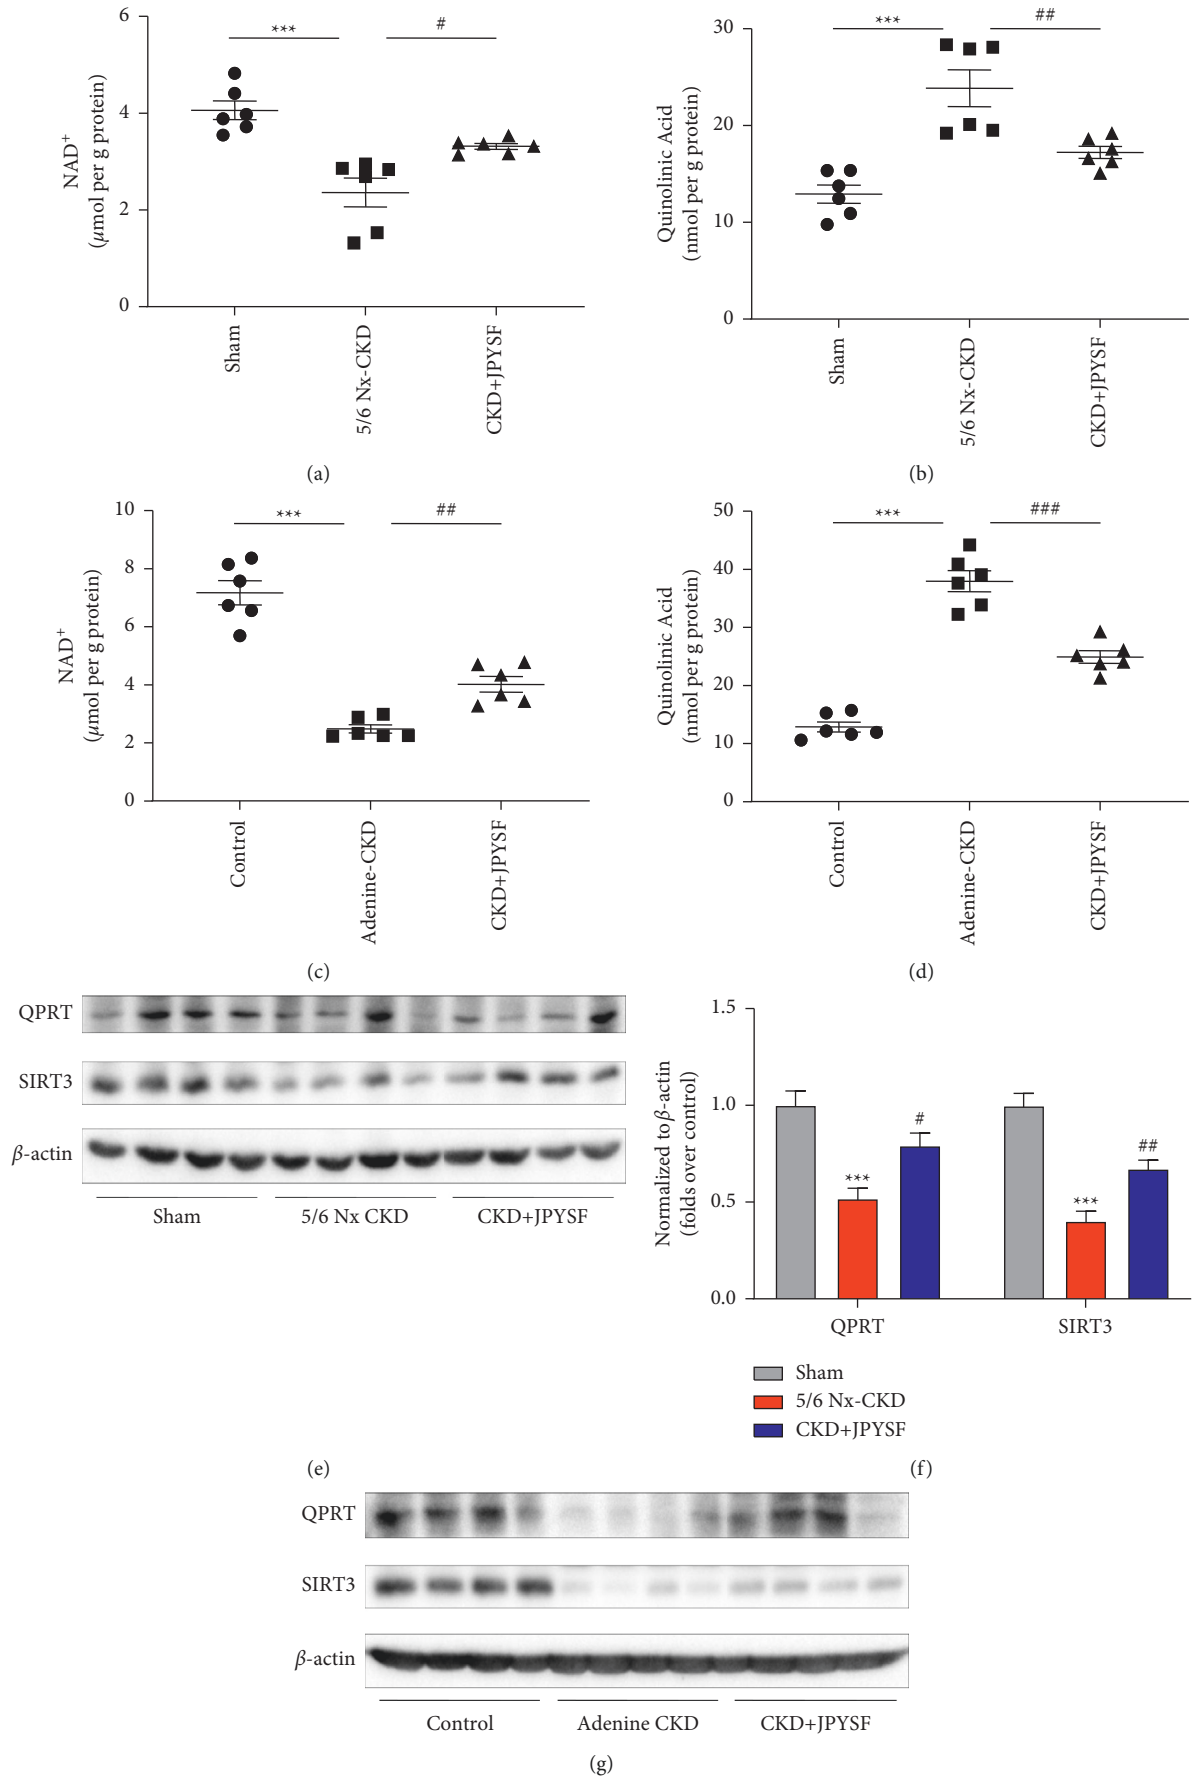 NAD⁺
(μmol per g protein)
6
4
2
0
***
#
Sham
5/6 Nx-CKD
CKD+JPYSF
(a)
Quinolinic Acid
(nmol per g protein)
30
20
10
0
***
##
Sham
5/6 Nx-CKD
CKD+JPYSF
(b)
NAD⁺
(μmol per g protein)
10
8
6
4
2
0
***
##
Control
Adenine-CKD
CKD+JPYSF
(c)
Quinolinic Acid
(nmol per g protein)
50
40
30
20
10
0
***
###
Control
Adenine-CKD
CKD+JPYSF
(d)
QPRT
SIRT3
β-actin
Sham
5/6 Nx CKD
CKD+JPYSF
(e)
Normalized to β-actin
(folds over control)
1.5
1.0
0.5
0.0
***
#
***
##
QPRT
SIRT3
Sham
5/6 Nx-CKD
CKD+JPYSF
(f)
QPRT
SIRT3
β-actin
Control
Adenine CKD
CKD+JPYSF
(g)